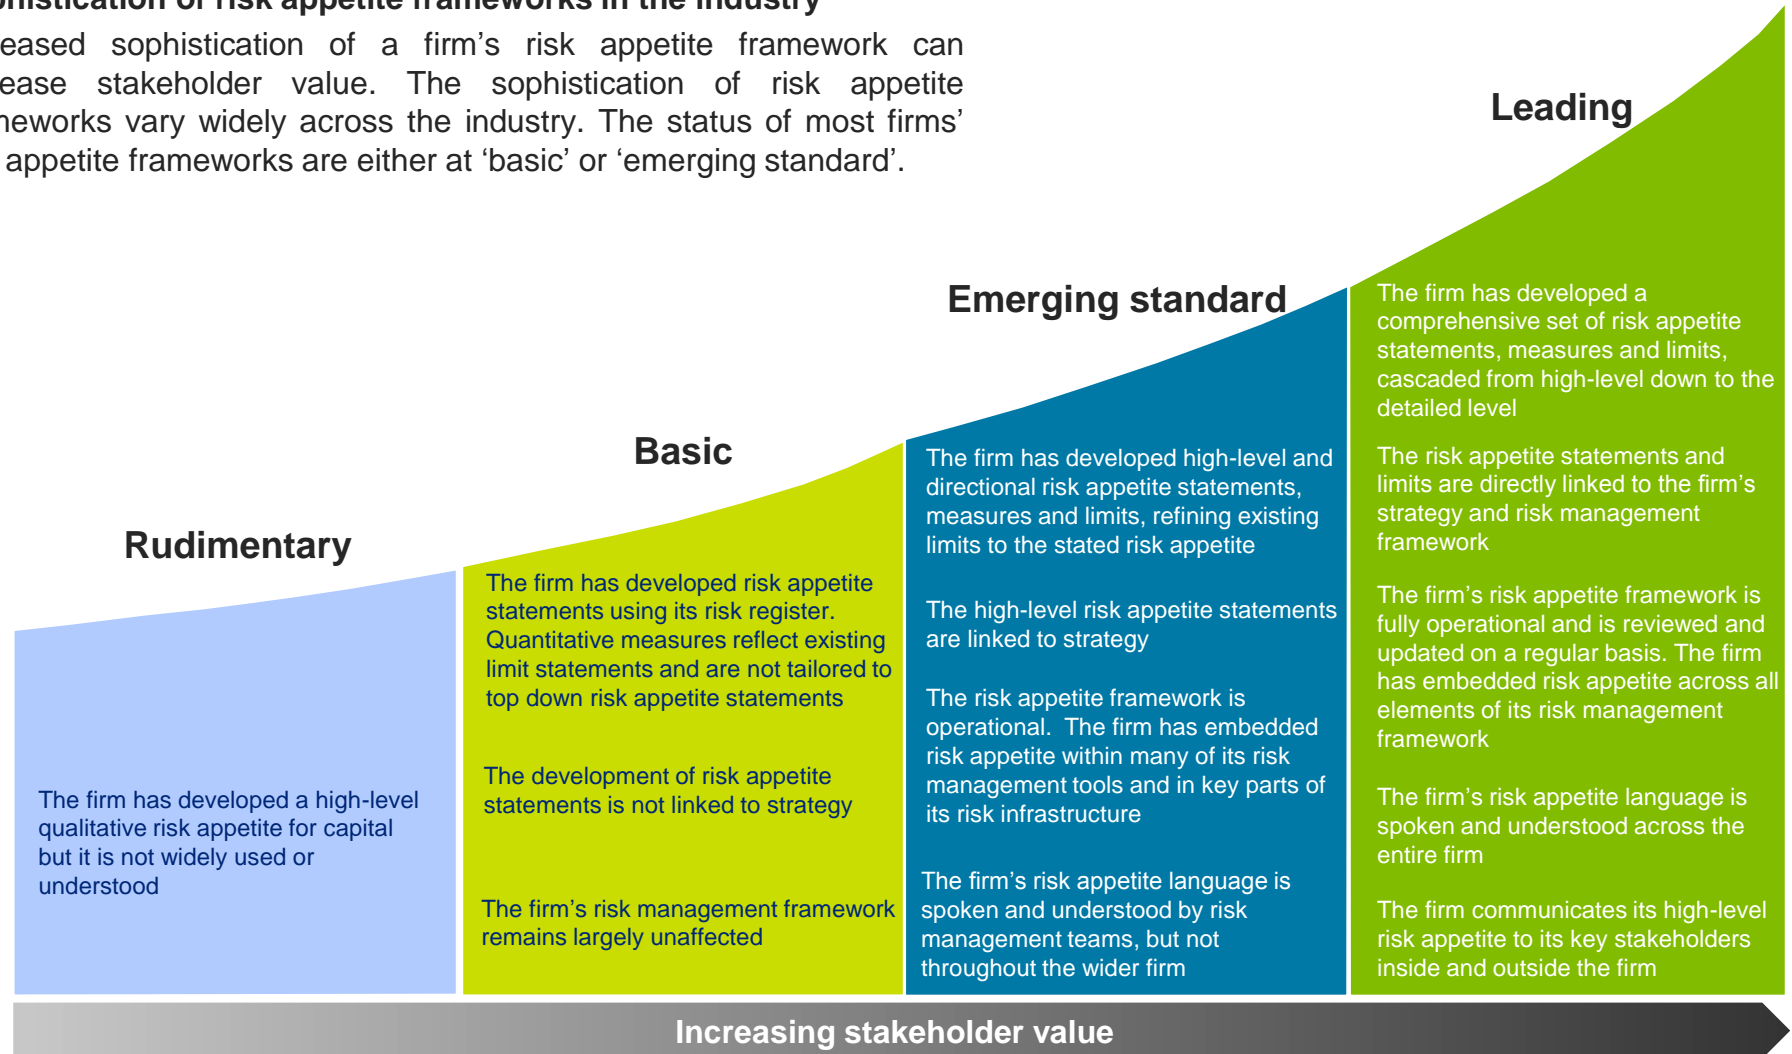 phistication of risk appetite frameworks in the industry
reased sophistication of a firm’s risk appetite framework can
rease stakeholder value. The sophistication of risk appetite
meworks vary widely across the industry. The status of most firms’
appetite frameworks are either at ‘basic’ or ‘emerging standard’.
Rudimentary
The firm has developed a high-level
qualitative risk appetite for capital
but it is not widely used or
understood
Basic
The firm has developed risk appetite
statements using its risk register.
Quantitative measures reflect existing
limit statements and are not tailored to
top down risk appetite statements
The development of risk appetite
statements is not linked to strategy
The firm’s risk management framework
remains largely unaffected
Emerging standard
The firm has developed high-level and
directional risk appetite statements,
measures and limits, refining existing
limits to the stated risk appetite
The high-level risk appetite statements
are linked to strategy
The risk appetite framework is
operational.  The firm has embedded
risk appetite within many of its risk
management tools and in key parts of
its risk infrastructure
The firm’s risk appetite language is
spoken and understood by risk
management teams, but not
throughout the wider firm
Leading
The firm has developed a
comprehensive set of risk appetite
statements, measures and limits,
cascaded from high-level down to the
detailed level
The risk appetite statements and
limits are directly linked to the firm’s
strategy and risk management
framework
The firm’s risk appetite framework is
fully operational and is reviewed and
updated on a regular basis. The firm
has embedded risk appetite across all
elements of its risk management
framework
The firm’s risk appetite language is
spoken and understood across the
entire firm
The firm communicates its high-level
risk appetite to its key stakeholders
inside and outside the firm
Increasing stakeholder value